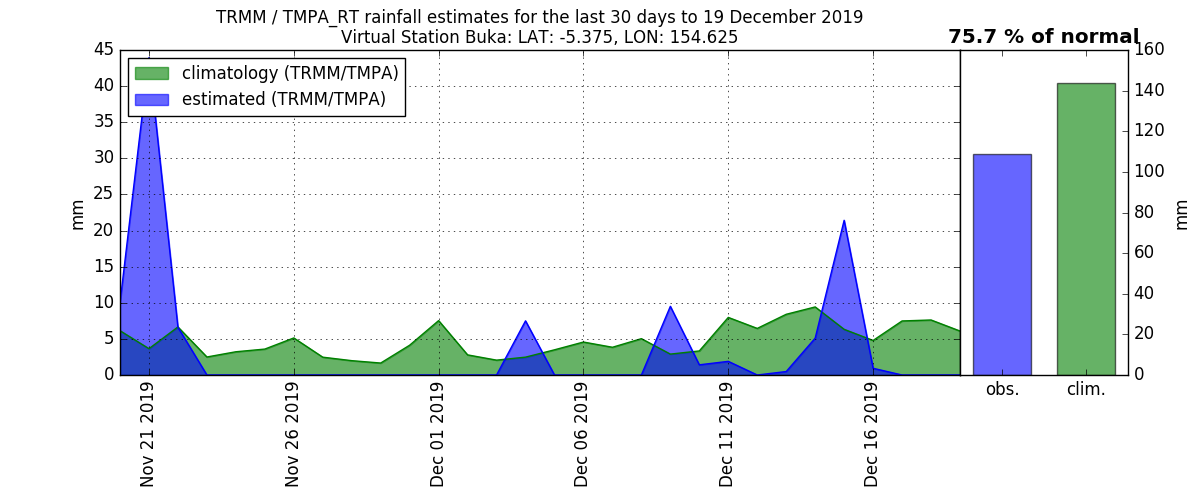 TRMM / TMPA_RT rainfall estimates for the last 30 days to 19 December 2019
Virtual Station Buka: LAT: -5.375, LON: 154.625
75.7 % of normal
climatology (TRMM/TMPA)
estimated (TRMM/TMPA)
mm
45
40
35
30
25
20
15
10
5
0
Nov 21 2019
Nov 26 2019
Dec 01 2019
Dec 06 2019
Dec 11 2019
Dec 16 2019
obs.
clim.
160
140
120
100
80
60
40
20
0
mm